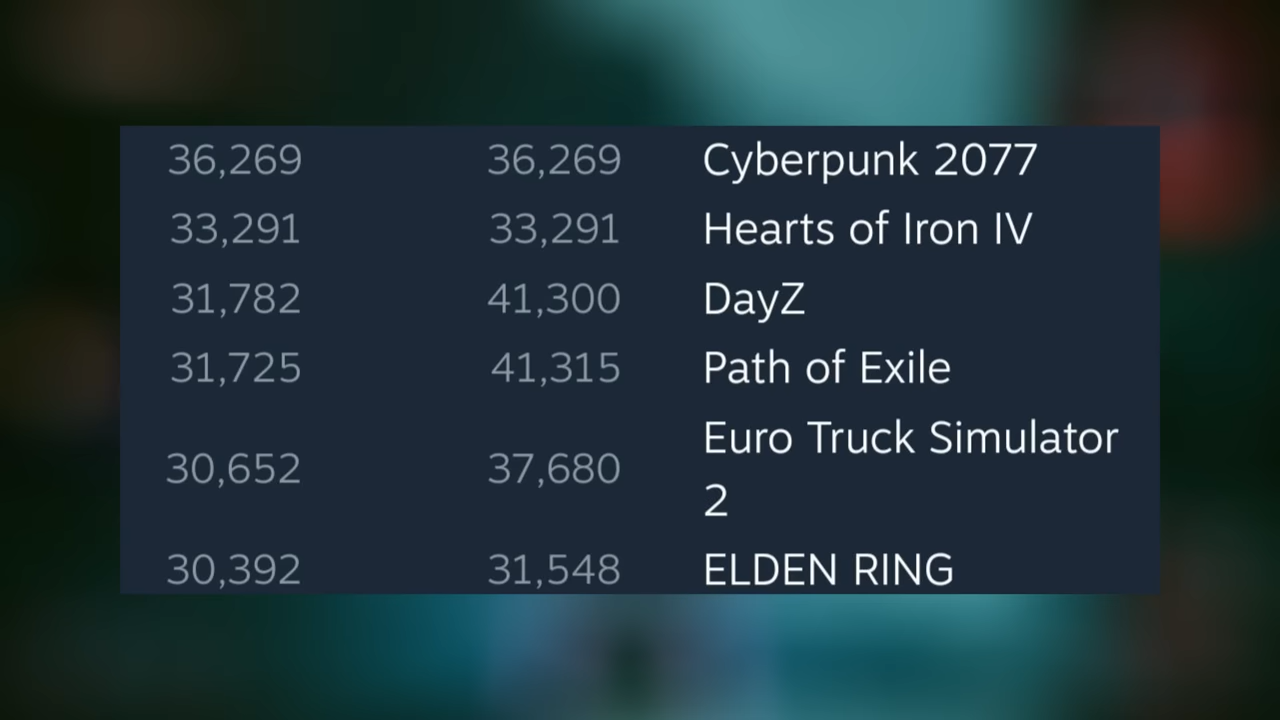 36,269 36,269 Cyberpunk 2077
33,291 33,291 Hearts of Iron IV
31,782 41,300 DayZ
31,725 41,315 Path of Exile
30,652 37,680 Euro Truck Simulator
2
30,392 31,548 ELDEN RING